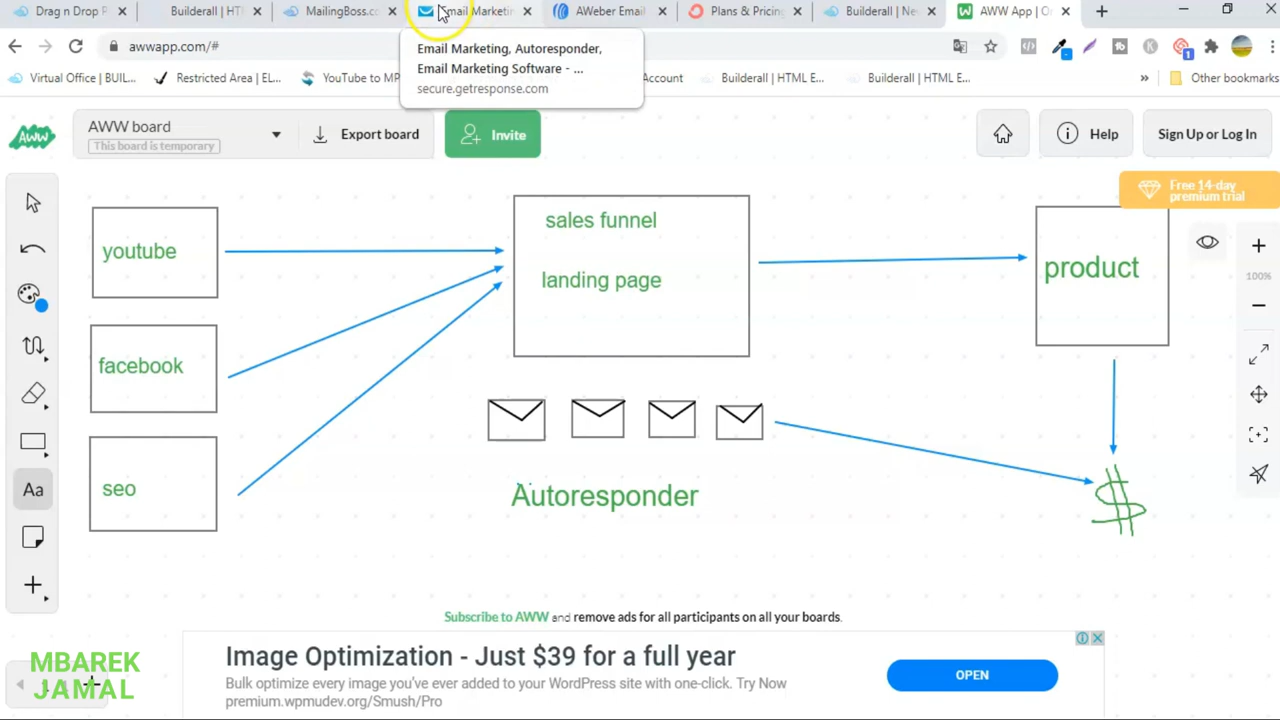 Drag n Drop P
Builderall | HT
MailingBoss.co
Email Marketin
AWeber Email
Plans & Pricing
Builderall | Ne
AWW App | O
awwapp.com/#
Email Marketing, Autoresponder,
Email Marketing Software - ...
secure.getresponse.com
Virtual Office | BUIL...
Restricted Area | EL...
YouTube to MP
Account
Builderall | HTML E...
Builderall | HTML E...
»
Other bookmarks
AWW
AWW board
This board is temporary
Export board
Invite
Help
Sign Up or Log In
Free 14-day
premium trial
youtube
sales funnel
landing page
product
facebook
seo
Autoresponder
$
100%
Aa
Subscribe to AWW and remove ads for all participants on all your boards.
Image Optimization - Just $39 for a full year
Bulk optimize every image you've ever added to your WordPress site with one-click. Try Now
premium.wpmudev.org/Smush/Pro
OPEN
MBAREK
JAMAL